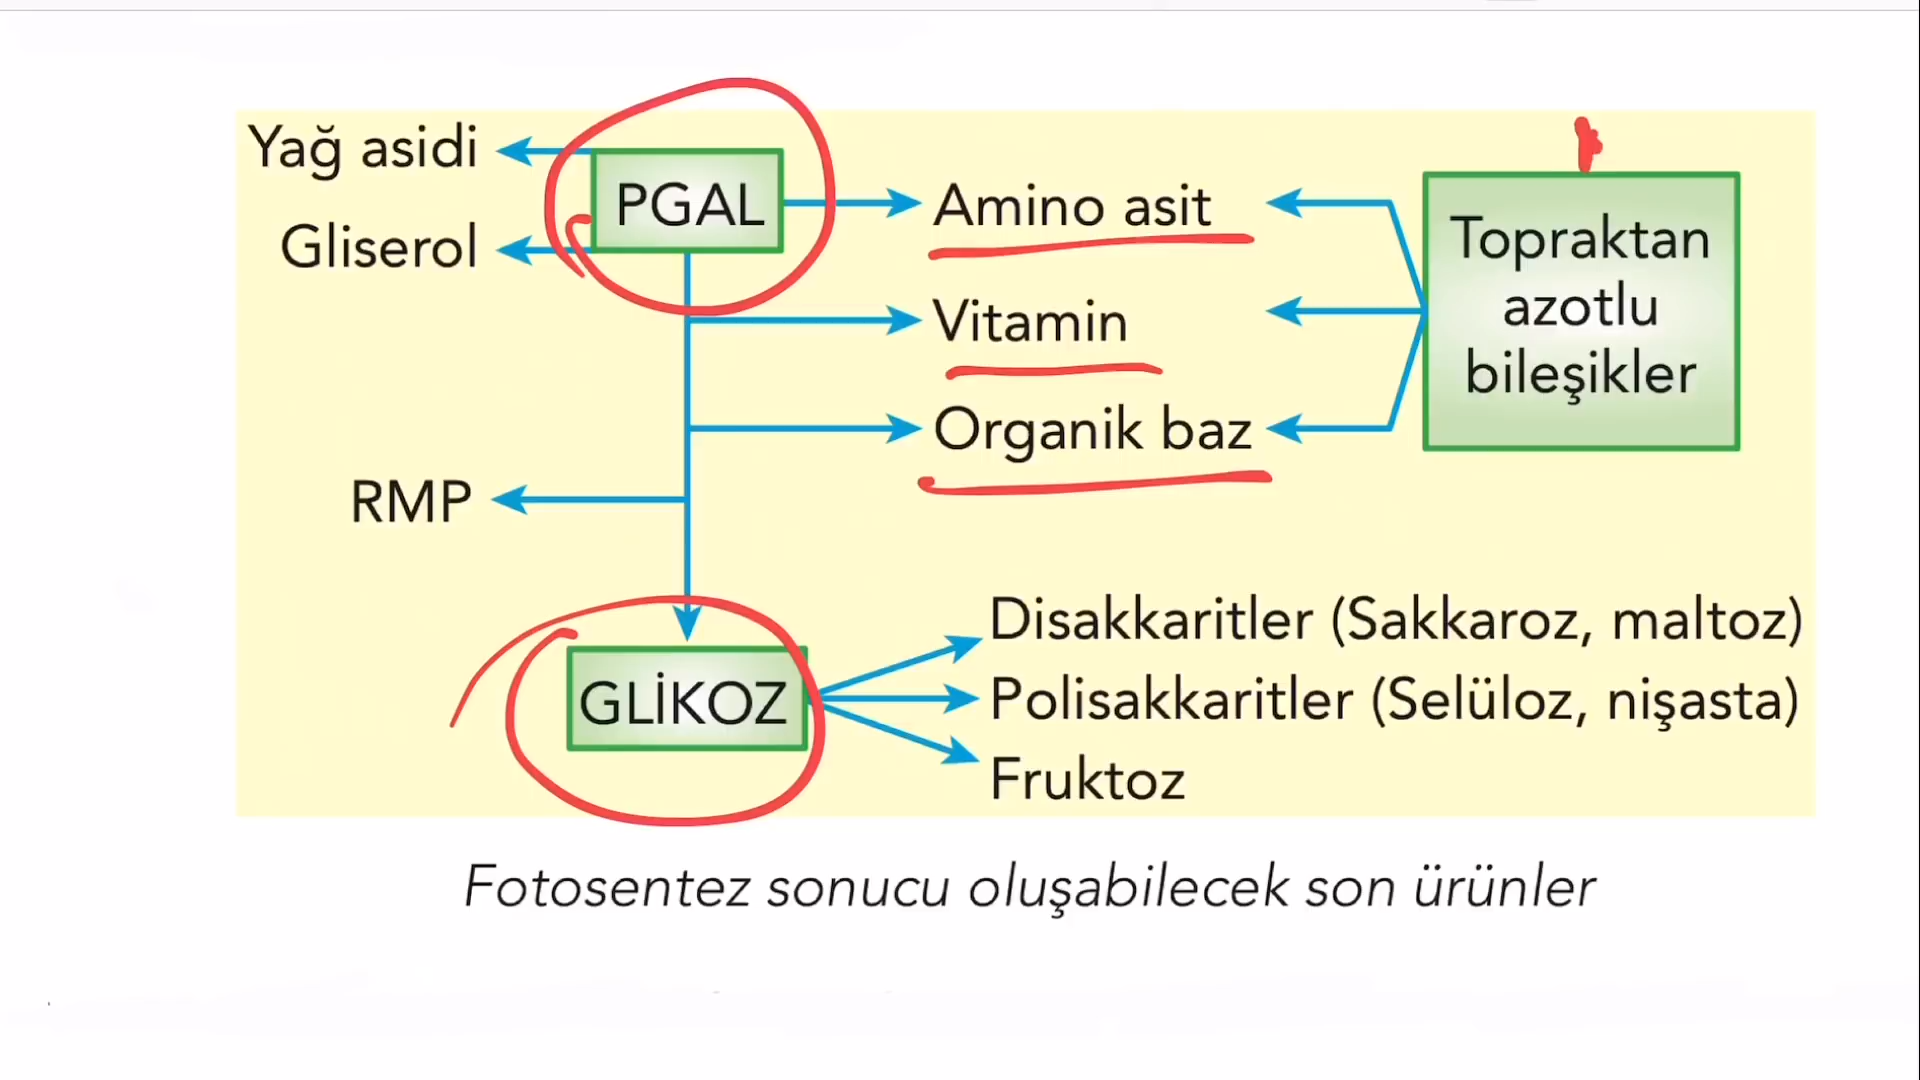 Yağ asidi
Gliserol
PGAL
Amino asit
Vitamin
Organik baz
Topraktan
azotlu
bileşikler
RMP
GLİKOZ
Disakkaritler (Sakkaroz, maltoz)
Polisakkaritler (Selüloz, nişasta)
Fruktoz
Fotosentez sonucu oluşabilecek son ürünler